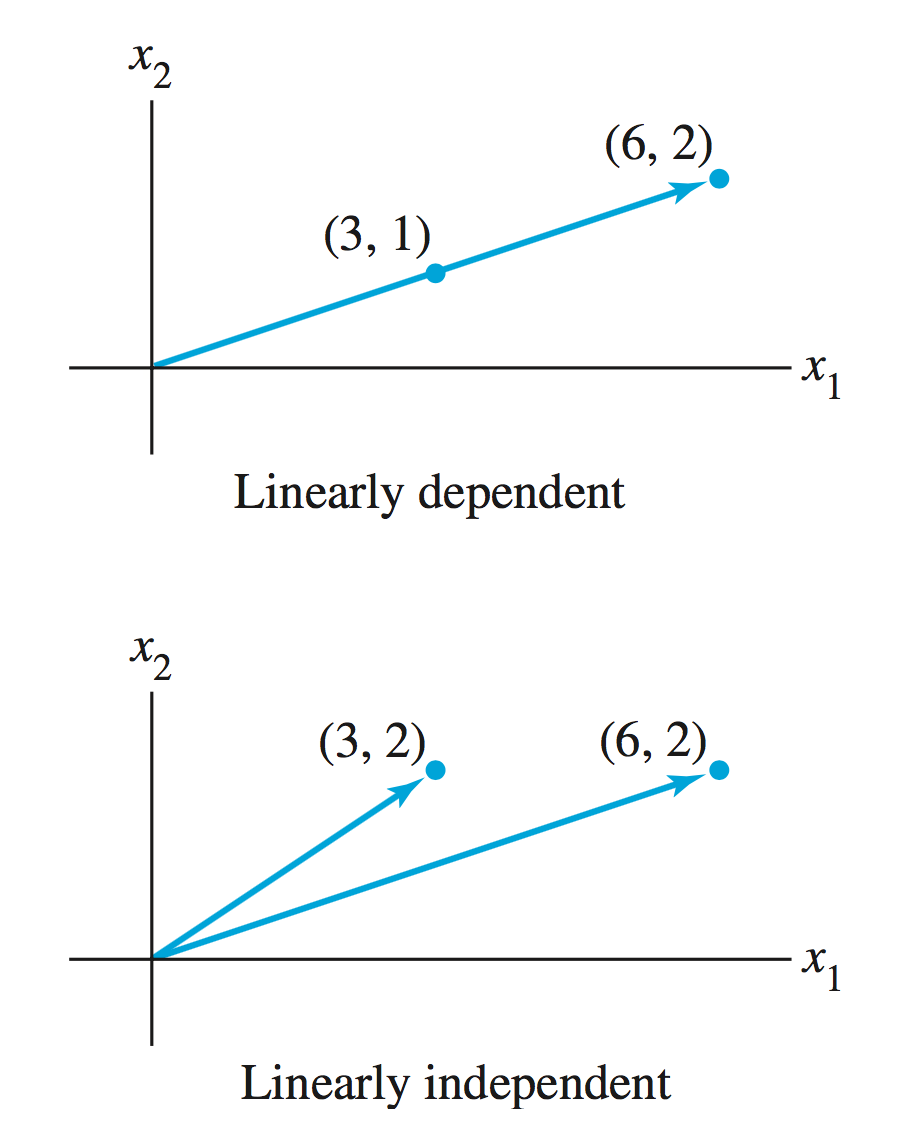 x₂
(6, 2)
(3, 1)
x₁
Linearly dependent
x₂
(3, 2) (6, 2)
x₁
Linearly independent